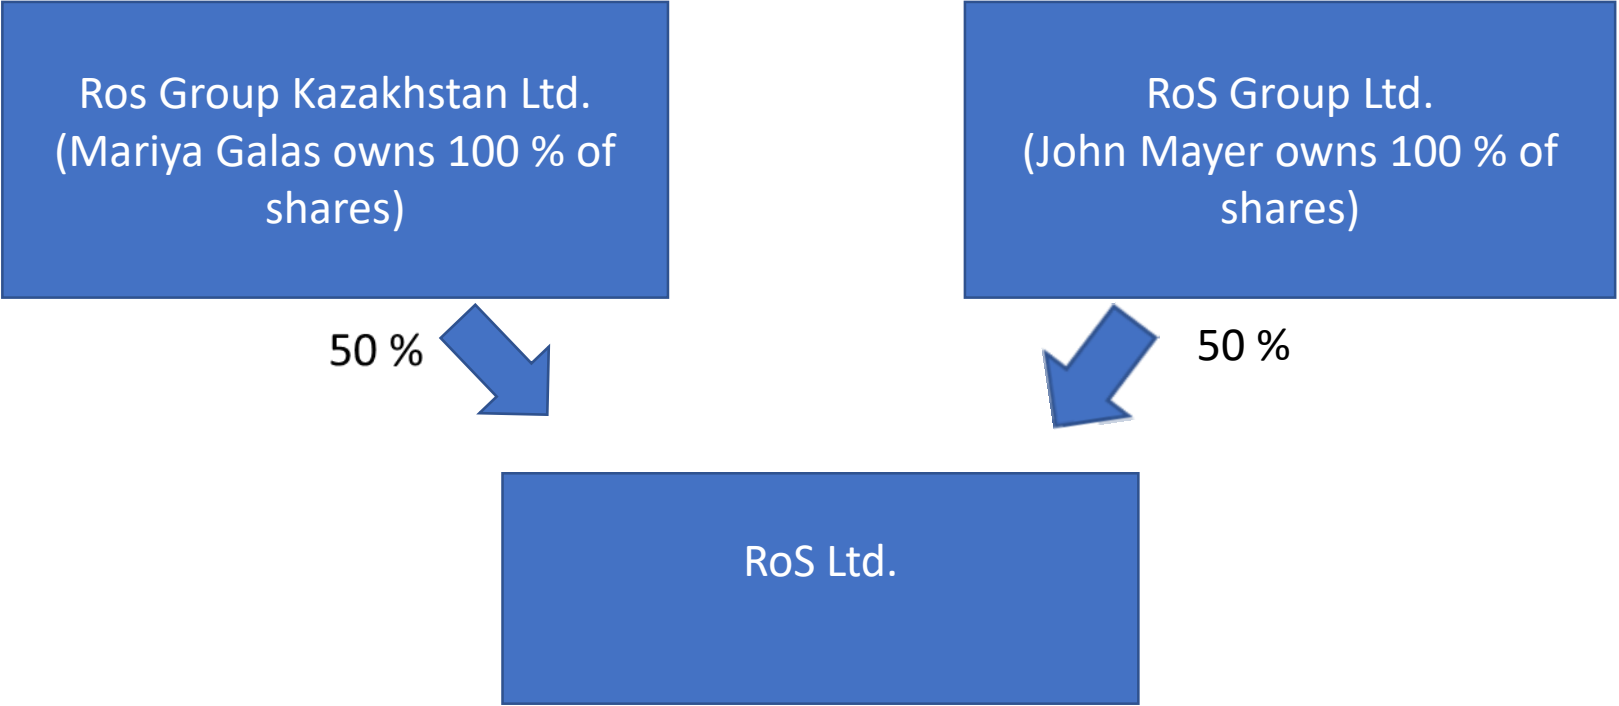 Ros Group Kazakhstan Ltd.
(Mariya Galas owns 100 % of
shares)
RoS Group Ltd.
(John Mayer owns 100 % of
shares)
50 %
50 %
RoS Ltd.